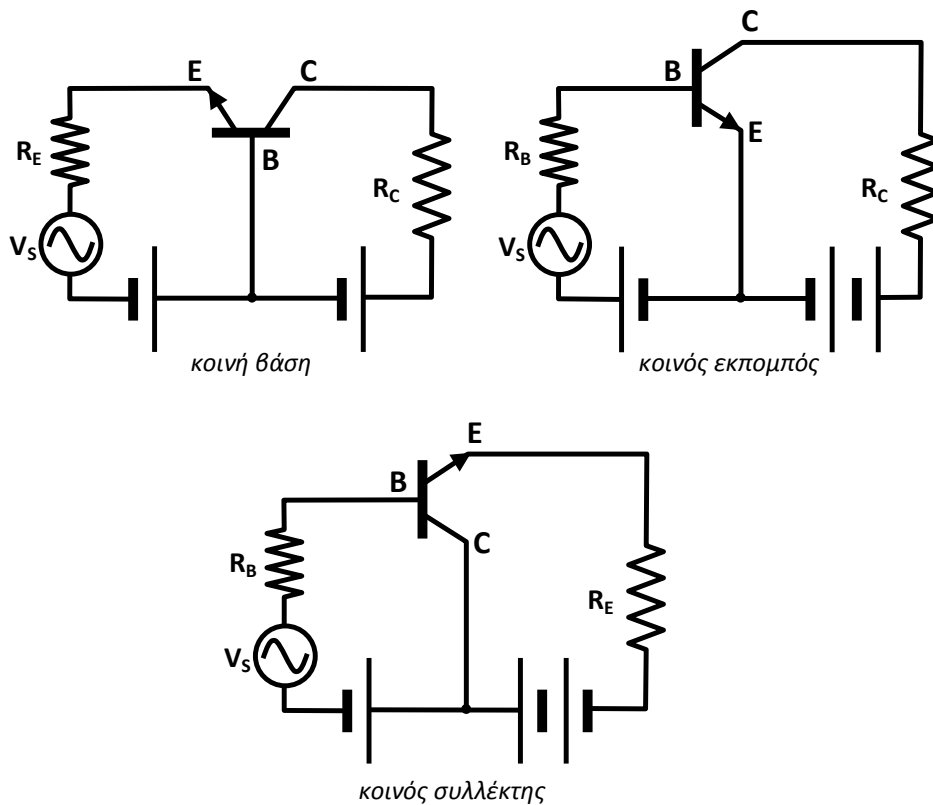 E C
B
R_E
R_C
V_S
κοινή βάση
C
B
E
R_B
R_C
V_S
κοινός εκπομπός
E
B
C
R_B
R_E
V_S
κοινός συλλέκτης